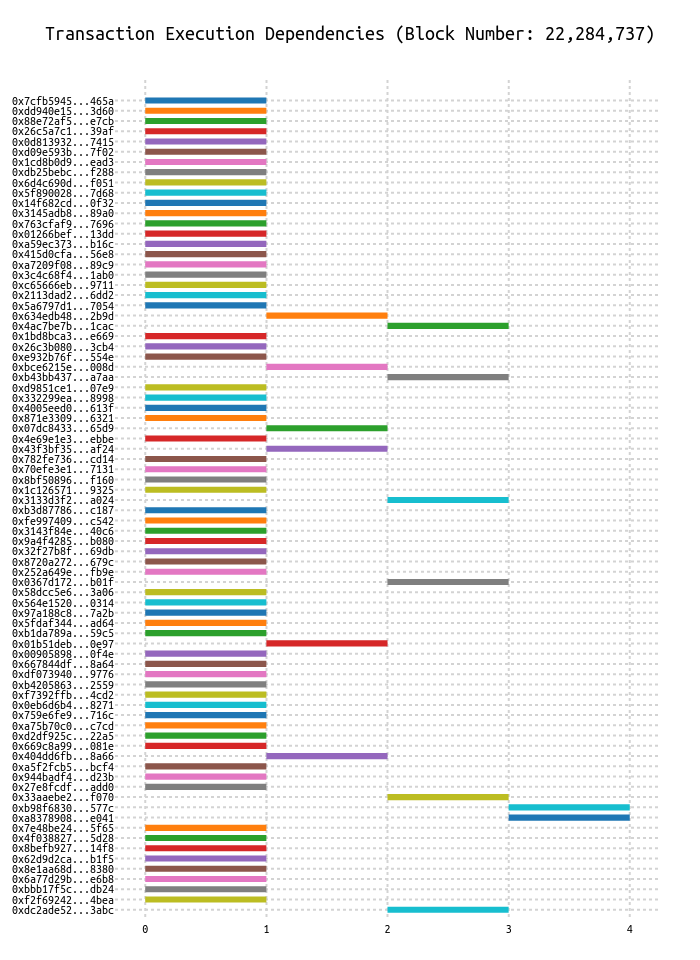 Transaction Execution Dependencies (Block Number: 22,284,737)
0x7cfb5945...465a
0xdd940e15...3d60
0x88e72af5...e7cb
0x26c5a7c1...39af
0x0d813932...7415
0xd09e593b...7f02
0x1cd8b0d9...ead3
0xdb25bebc...f288
0x6d4c690d...f051
0x5f890028...7d68
0x14f682cd...0f32
0x3145adb8...89a0
0x763cfaf9...7696
0x01266bef...13dd
0xa59ec373...b16c
0x415d0cfa...56e8
0xa7209f08...89c9
0x3c4c68f4...1ab0
0xc65666eb...9711
0x2113dad2...6dd2
0x5a6797d1...7054
0x634edb48...2b9d
0x4ac7be7b...1cac
0x1bd8bca3...e669
0x26c3b080...3cb4
0xe932b76f...554e
0xbce6215e...008d
0xb43bb437...a7aa
0xd9851ce1...07e9
0x332299ea...8998
0x4005eed0...613f
0x871e3309...6321
0x07dc8433...65d9
0x4e69e1e3...ebbe
0x43f3bf35...af24
0x782fe736...cd14
0x70efe3e1...7131
0x8bf50896...f160
0x1c126571...9325
0x3133d3f2...a024
0xb3d87786...c187
0xfe997409...c542
0x3143f84e...40c6
0x9a4f4285...b080
0x32f27b8f...69db
0x8720a272...679c
0x252a649e...fb9e
0x0367d172...b01f
0x58dcc5e6...3a06
0x564e1520...0314
0x97a188c8...7a2b
0x5fdaf344...ad64
0xb1da789a...59c5
0x01b51deb...0e97
0x00905898...0f4e
0x667844df...8a64
0xdf073940...9776
0xb4205863...2559
0xf7392ffb...4cd2
0x0eb6d6b4...8271
0x759e6fe9...716c
0xa75b70c0...c7cd
0xd2df925c...22a5
0x669c8a99...081e
0x404dd6fb...8a66
0xa5f2fcb5...bcf4
0x944badf4...d23b
0x27e8fcdf...add0
0x33aaebe2...f070
0xb98f6830...577c
0xa8378908...e041
0x7e48be24...5f65
0x4f038827...5d28
0x8befb927...14f8
0x62d9d2ca...b1f5
0x8e1aa68d...8380
0x6a77d29b...e6b8
0xbbb17f5c...db24
0xf2f69242...4bea
0xdc2ade52...3abc
0 1 2 3 4